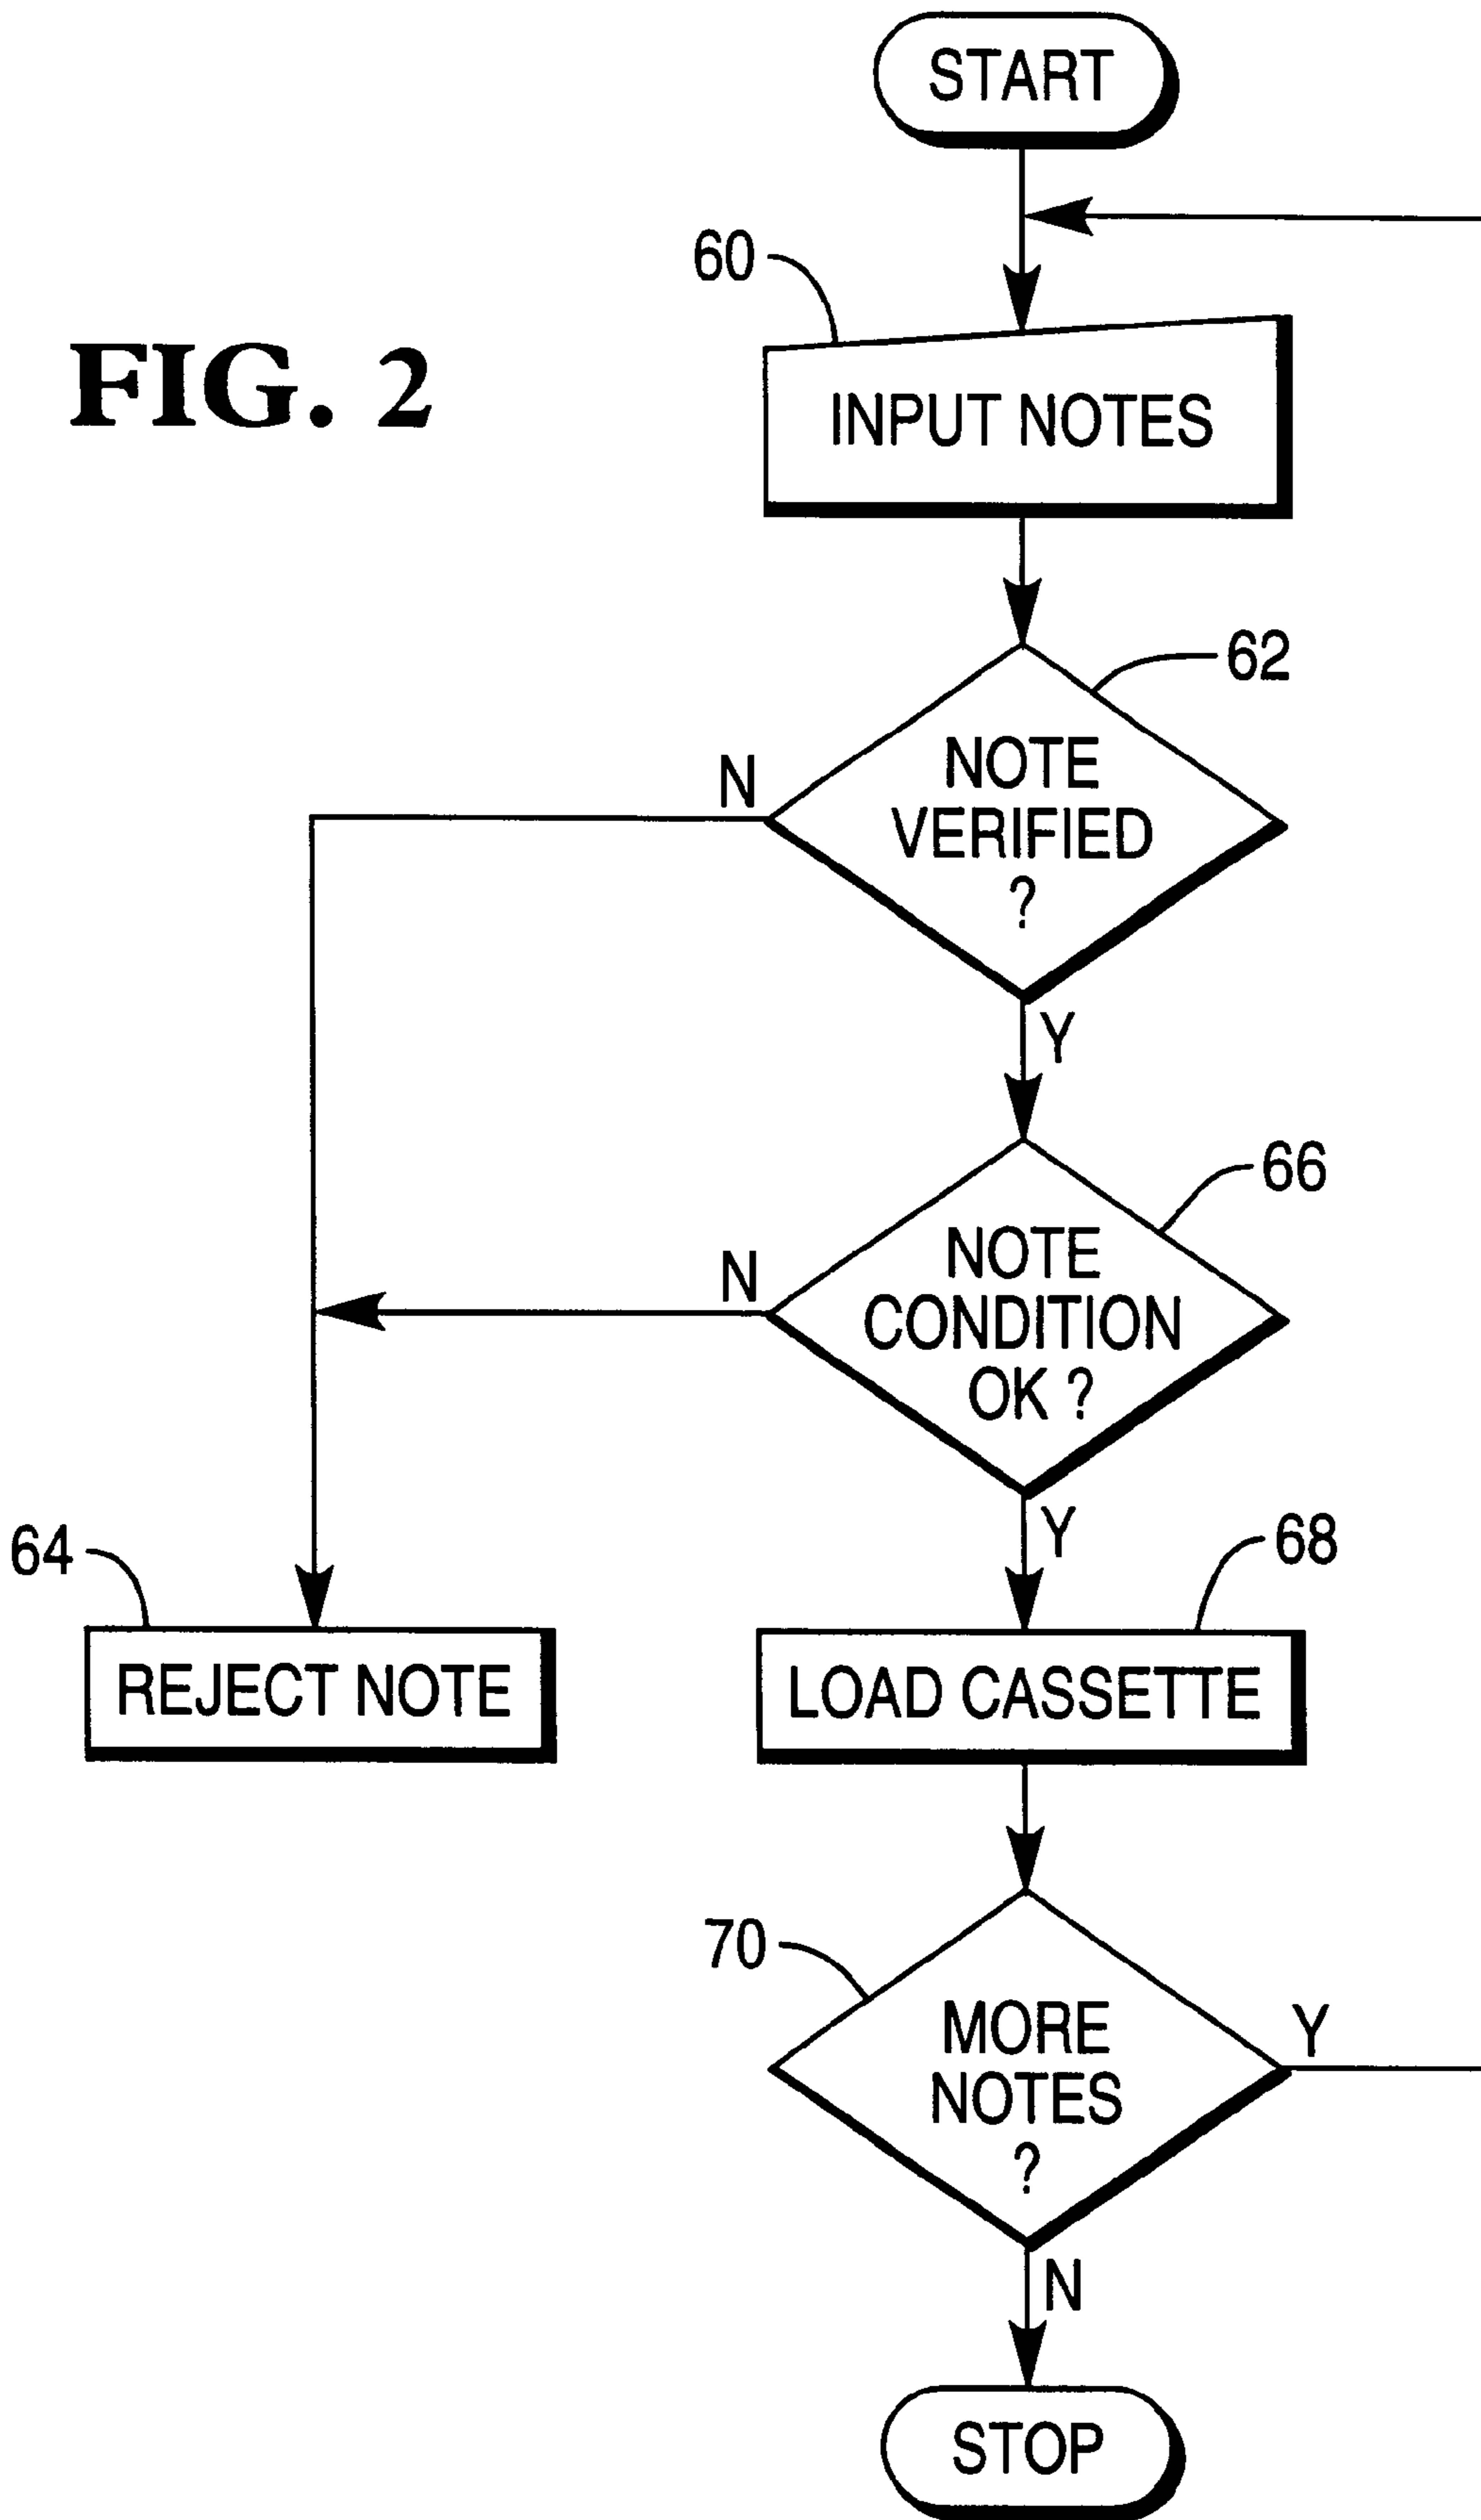 START
60
FIG. 2
INPUT NOTES
62
N
NOTE
VERIFIED
?
Y
66
N
NOTE
CONDITION
OK ?
Y
64
68
REJECT NOTE
LOAD CASSETTE
70
MORE
NOTES
?
Y
N
STOP